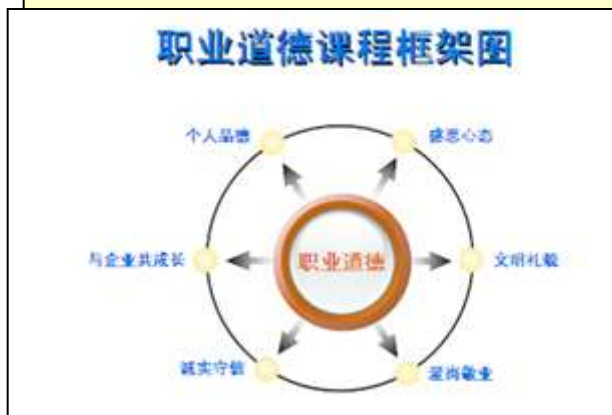 职业道德课程框架图
个人品德
感恩心态
与企业共成长
职业道德
文明礼貌
诚实守信
爱岗敬业